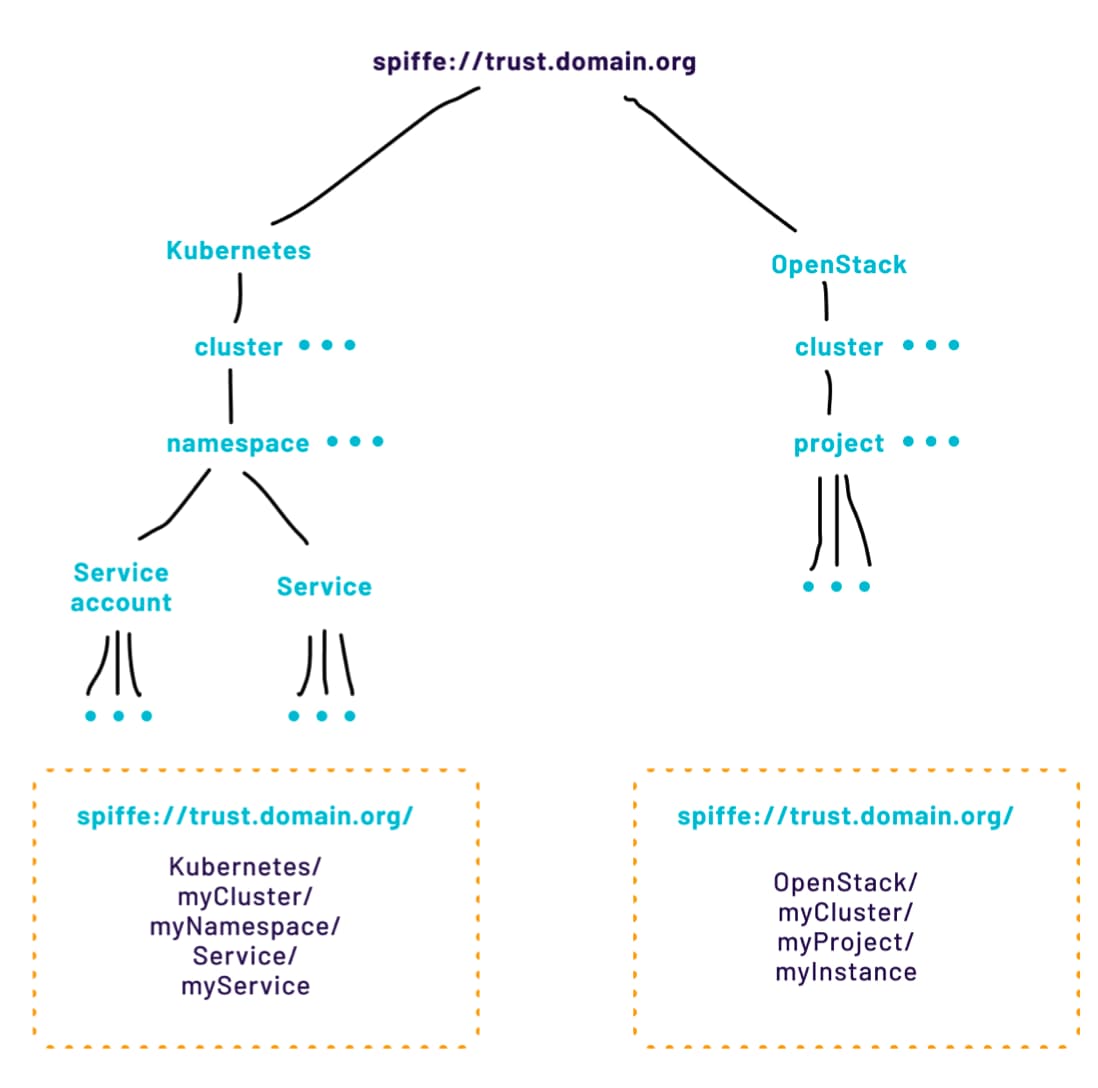 spiffe://trust.domain.org
Kubernetes
OpenStack
cluster • • •
cluster • • •
namespace • • •
project • • •
Service
account
Service
• • •
• • •
• • •
spiffe://trust.domain.org/
Kubernetes/
myCluster/
myNamespace/
Service/
myService
spiffe://trust.domain.org/
OpenStack/
myCluster/
myProject/
myInstance